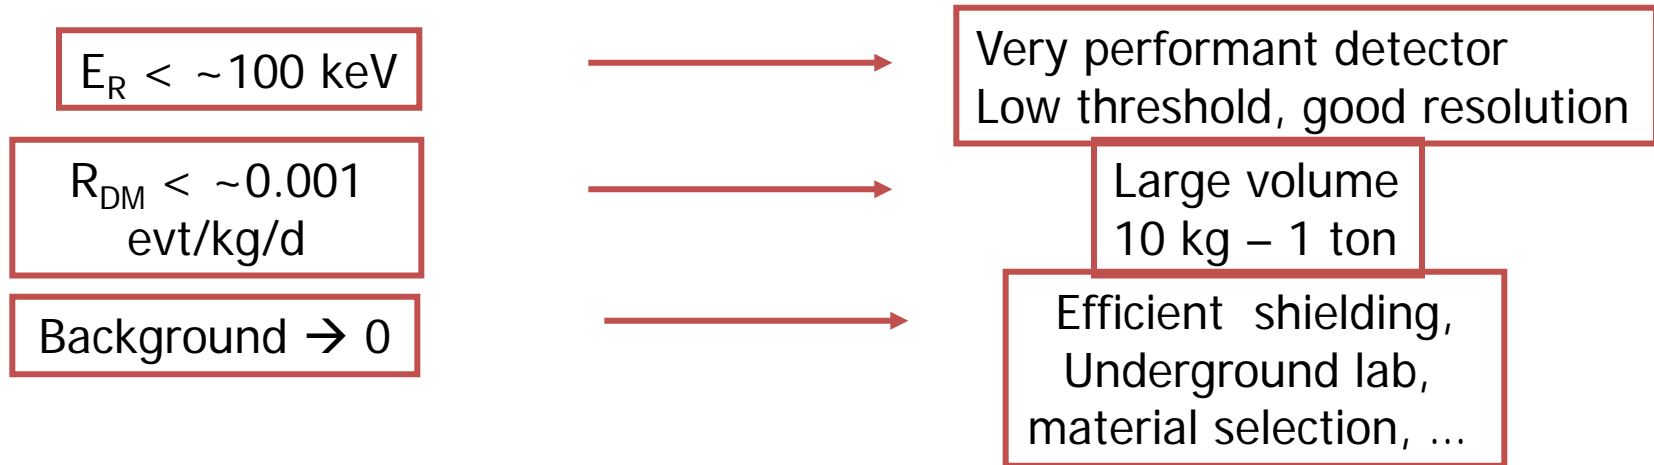 E_R < ~100 keV
Very performant detector
Low threshold, good resolution
R_DM < ~0.001
evt/kg/d
Large volume
10 kg – 1 ton
Background → 0
Efficient shielding,
Underground lab,
material selection, ...